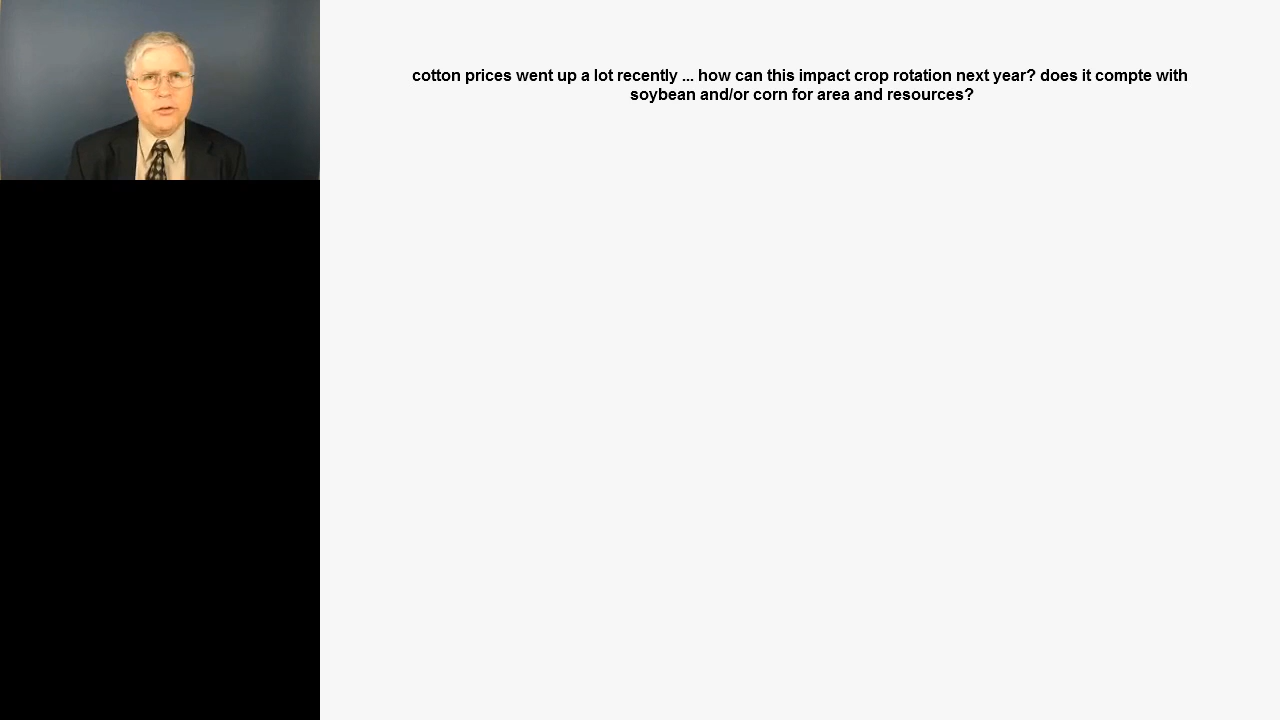 cotton prices went up a lot recently ... how can this impact crop rotation next year? does it compte with
soybean and/or corn for area and resources?